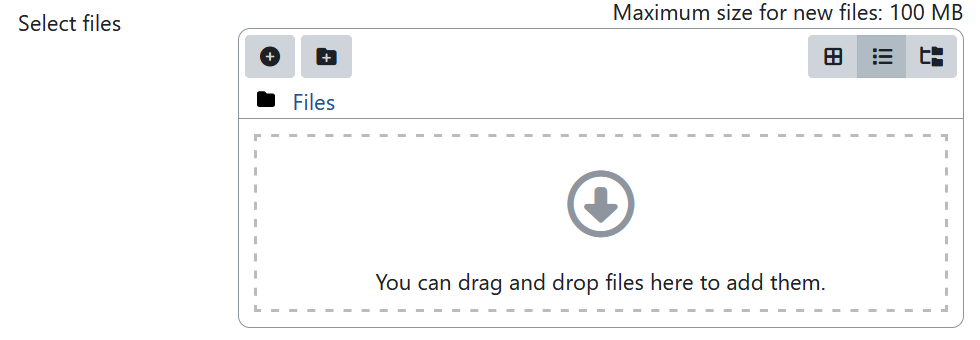 Maximum size for new files: 100 MB
Select files
Files
You can drag and drop files here to add them.